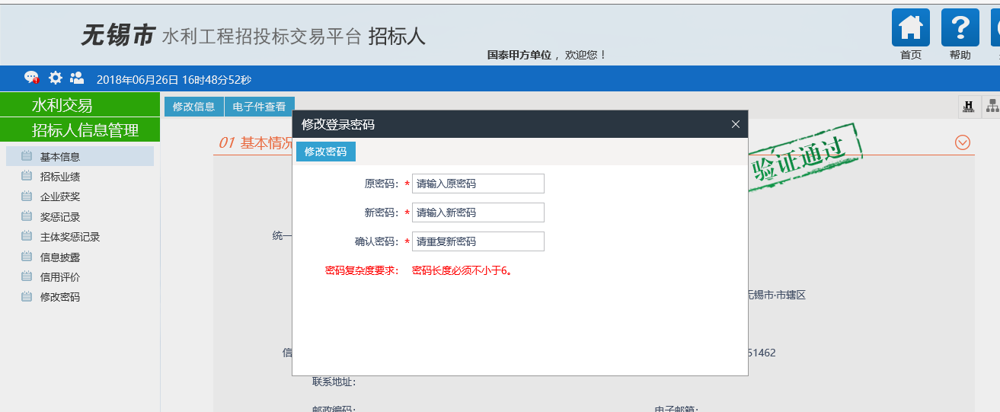 无锡市 水利工程招投标交易平台 招标人
国泰甲方单位 ，欢迎您！
首页 帮助
2018年06月26日 16时48分52秒
水利交易
招标人信息管理
基本信息
招标业绩
企业获奖
奖惩记录
主体奖惩记录
信息披露
信用评价
修改密码
修改信息 电子件查看
01 基本情况
验证通过
修改登录密码
修改密码
原密码：* 请输入原密码
新密码：* 请输入新密码
确认密码：* 请重复新密码
密码复杂度要求： 密码长度必须不小于6。
统一
无锡市·市辖区
信
61462
联系地址：
邮政编码： 电子邮箱：